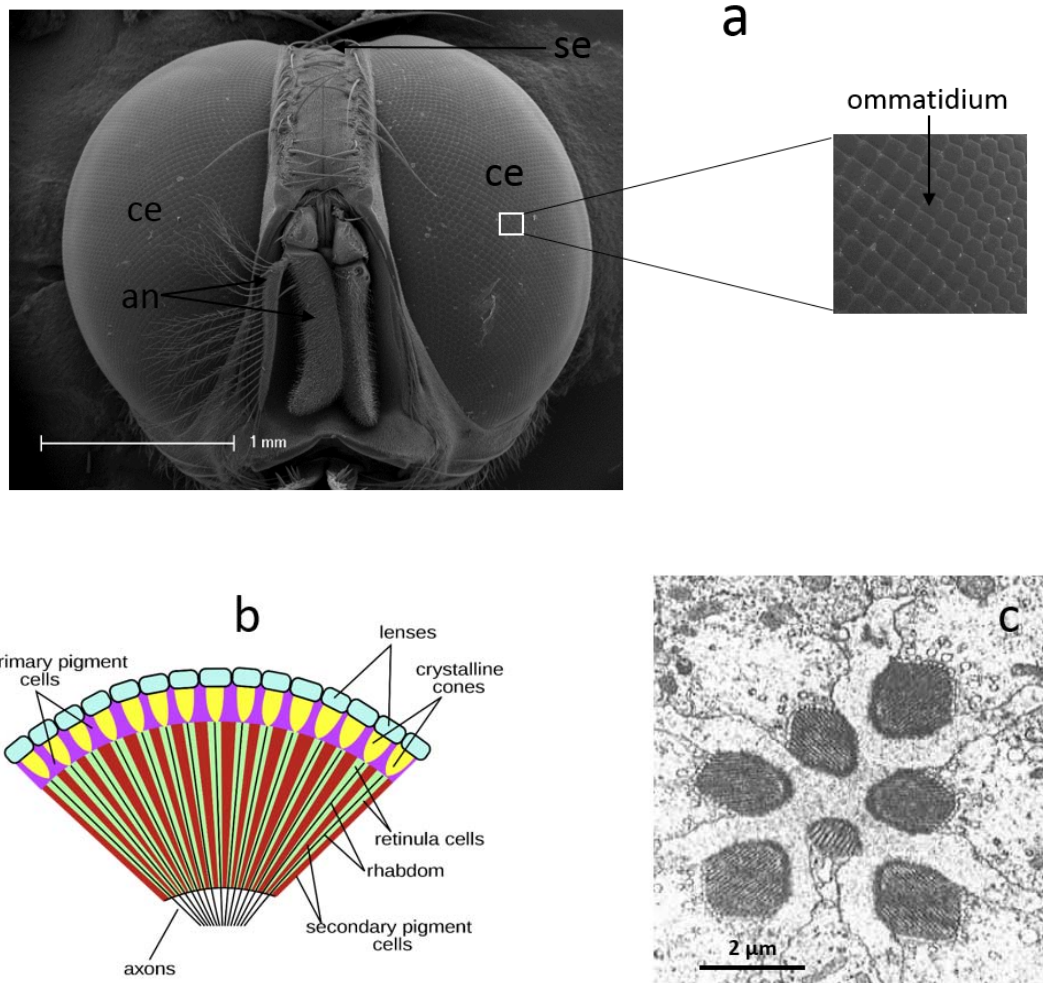 a
se
ommatidium
ce
ce
an
1 mm
b
c
lenses
rimary pigment
cells
crystalline
cones
retinula cells
rhabdom
secondary pigment
cells
axons
2 µm